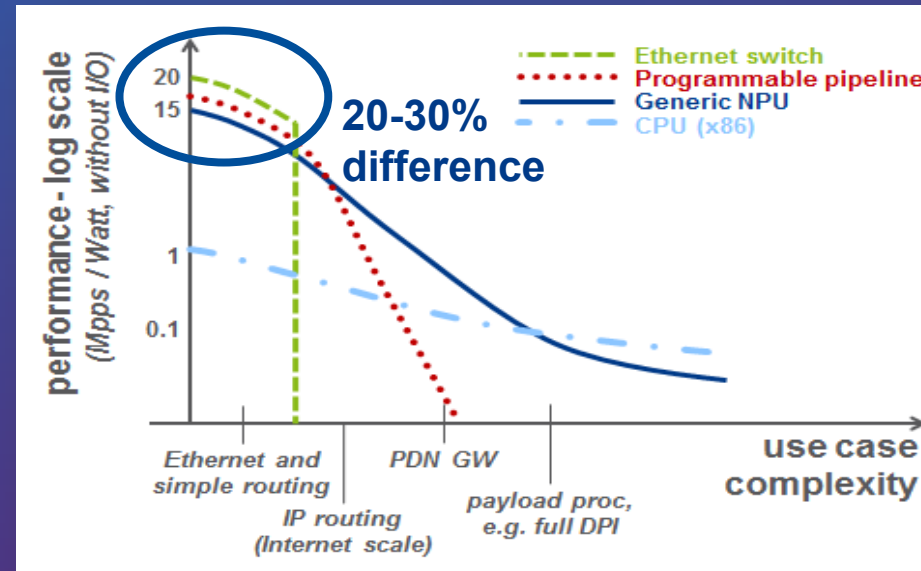 performance - log scale
(Mpps / Watt, without I/O)
20
15
1
0.1
20-30%
difference
Ethernet switch
Programmable pipeline
Generic NPU
CPU (x86)
Ethernet and
simple routing
IP routing
(Internet scale)
PDN GW
payload proc,
e.g. full DPI
use case
complexity